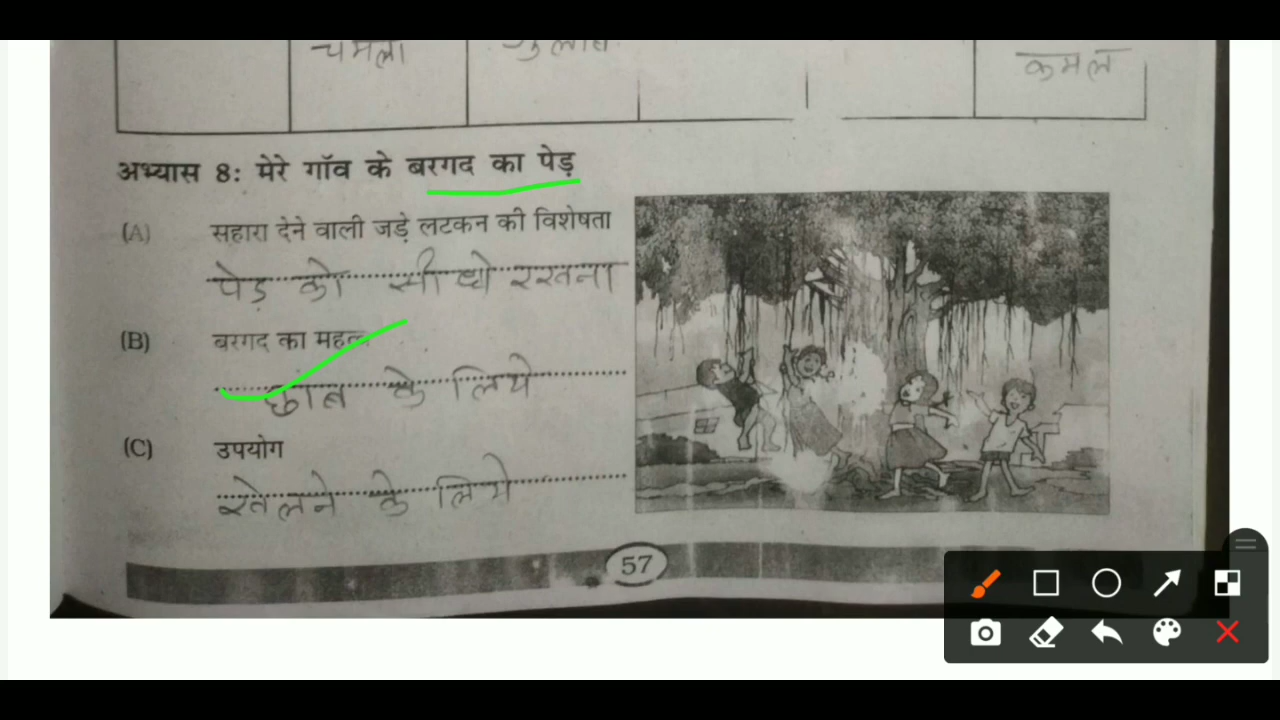 चमेली गुलाब कमल
अभ्यास 8: मेरे गाँव के बरगद का पेड़
(A) सहारा देने वाली जड़े लटकन की विशेषता
पेड़ को सीधे रखना
(B) बरगद का महत्व
छांव के लिये
(C) उपयोग
खेलने के लिये
57